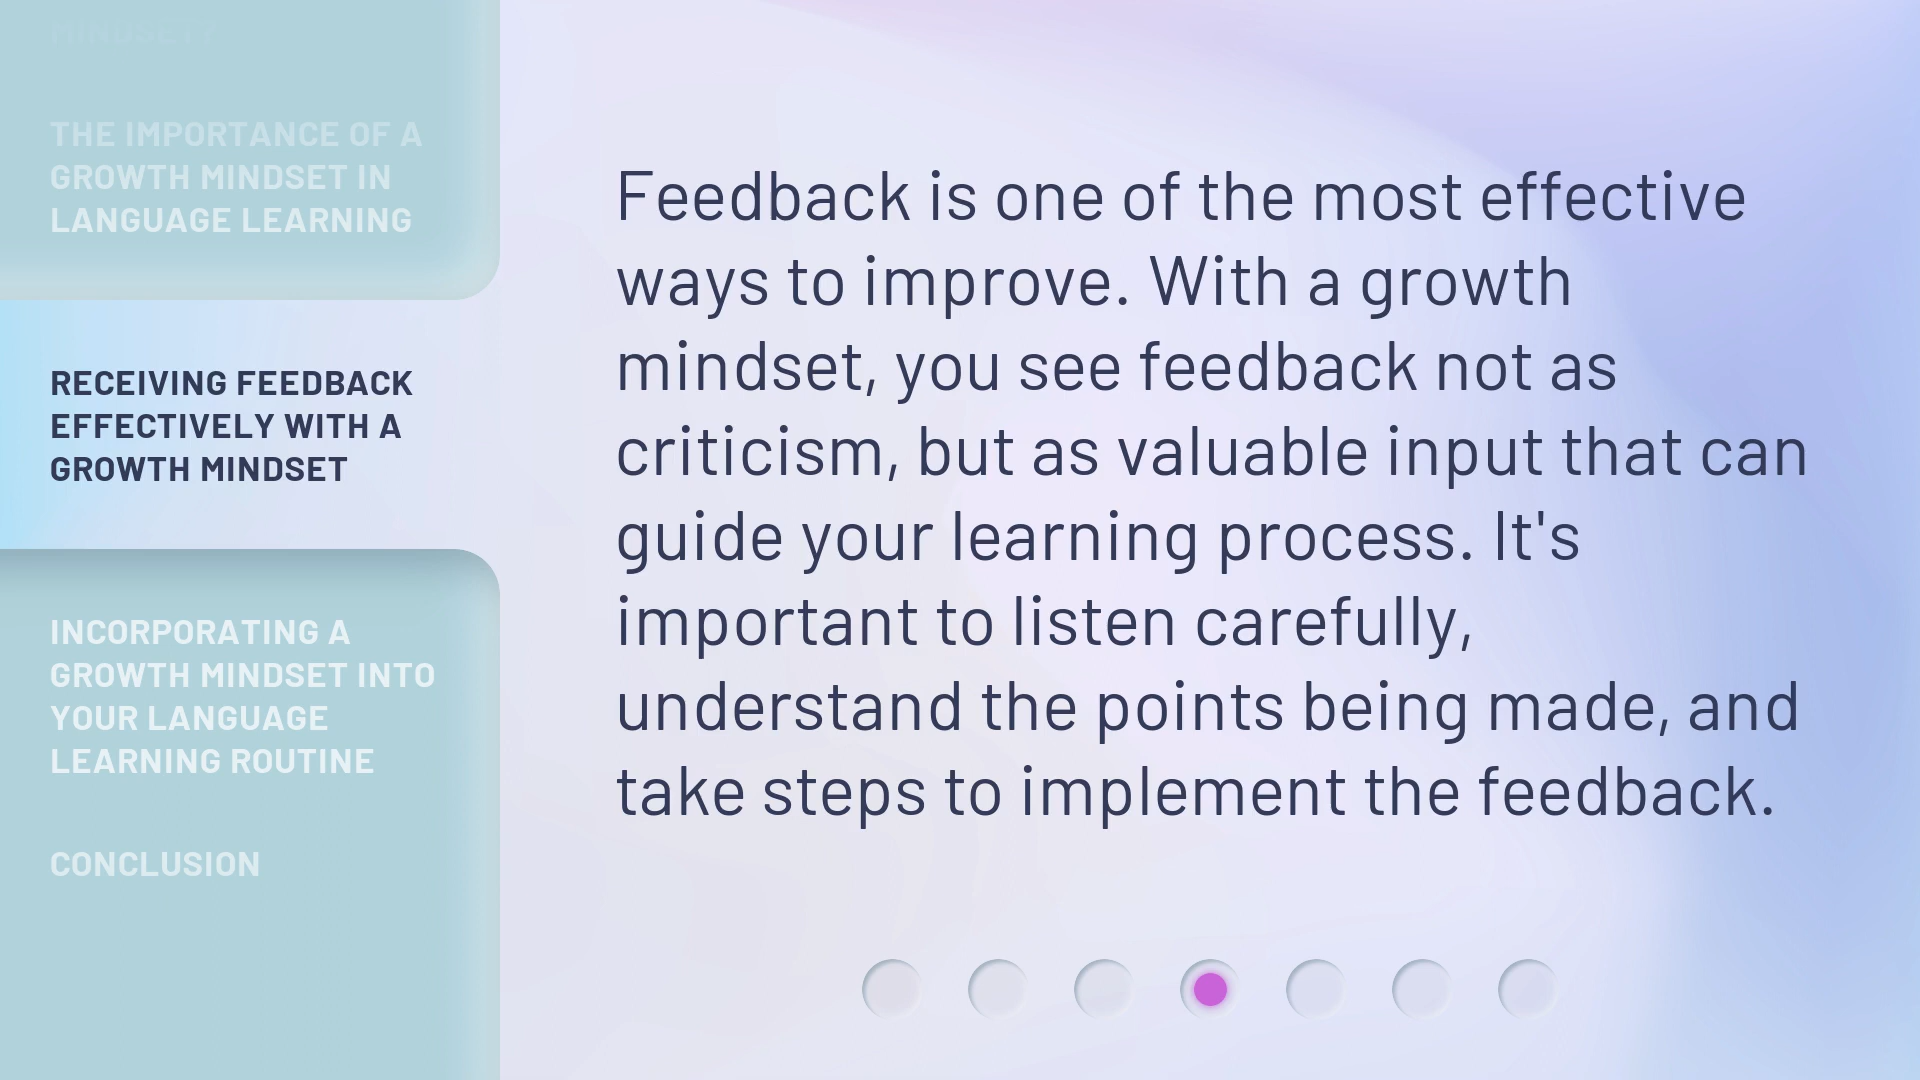 MINDSET?
THE IMPORTANCE OF A
GROWTH MINDSET IN
LANGUAGE LEARNING
RECEIVING FEEDBACK
EFFECTIVELY WITH A
GROWTH MINDSET
INCORPORATING A
GROWTH MINDSET INTO
YOUR LANGUAGE
LEARNING ROUTINE
CONCLUSION
Feedback is one of the most effective
ways to improve. With a growth
mindset, you see feedback not as
criticism, but as valuable input that can
guide your learning process. It's
important to listen carefully,
understand the points being made, and
take steps to implement the feedback.